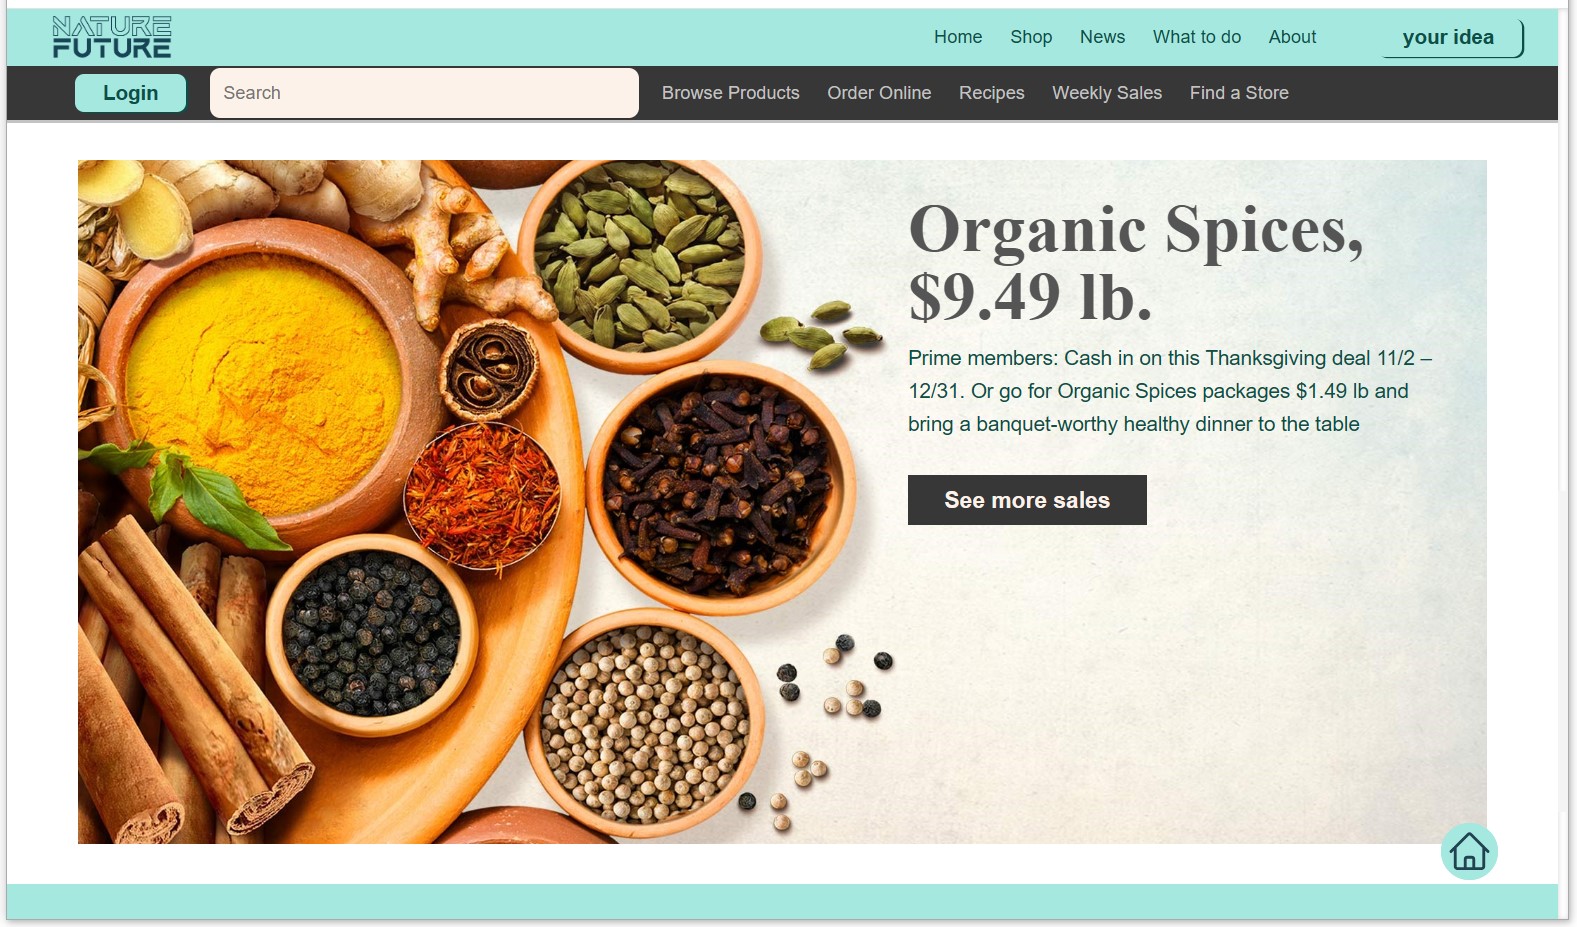 NATURE
FUTURE
Home Shop News What to do About your idea
Login Search Browse Products Order Online Recipes Weekly Sales Find a Store
Organic Spices,
$9.49 lb.
Prime members: Cash in on this Thanksgiving deal 11/2 –
12/31. Or go for Organic Spices packages $1.49 lb and
bring a banquet-worthy healthy dinner to the table
See more sales